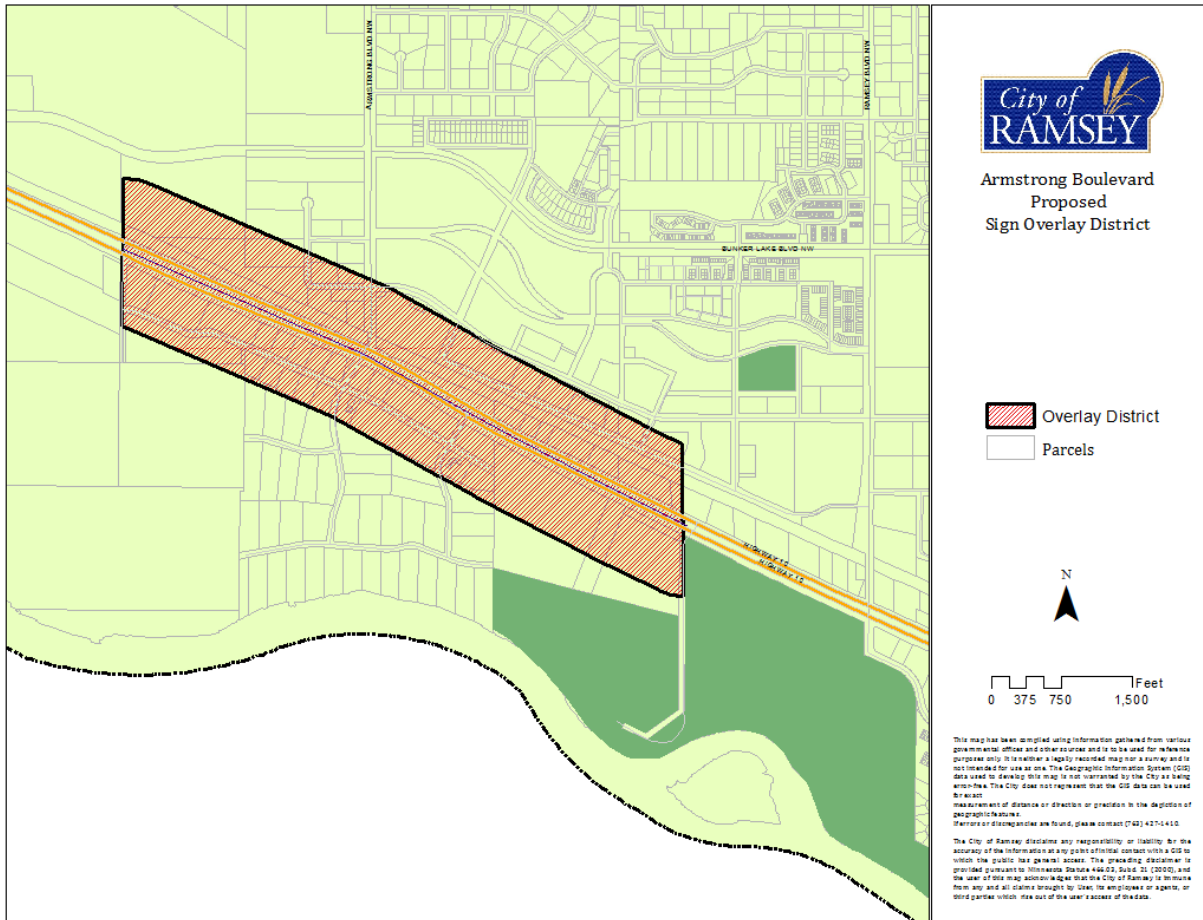 ARMSTRONG BLVD NW
RAMSEY BLVD NW
BUNKER LAKE BLVD NW
HIGHWAY 10
HIGHWAY 10
City of
RAMSEY
Armstrong Boulevard
Proposed
Sign Overlay District
Overlay District
Parcels
N
Feet
0 375 750 1,500
This map has been compiled using information gathered from various
governmental offices and other sources and is to be used for reference
purposes only. It is neither a legally recorded map nor a survey and is
not intended for use as one. The Geographic Information System (GIS)
data used to develop this map is not warranted by the City as being
error-free. The City does not represent that the GIS data can be used
for exact
measurement of distance or direction or precision in the depiction of
geographic features.
If errors or discrepancies are found, please contact (763) 427-1410.
The City of Ramsey disclaims any responsibility or liability for the
accuracy of the information at any point of initial contact with a GIS to
which the public has general access. The preceding disclaimer is
provided pursuant to Minnesota Statute 466.03, Subd. 21 (2000), and
the user of this map acknowledges that the City of Ramsey is immune
from any and all claims brought by User, its employees or agents, or
third parties which rise out of the user's access of the data.